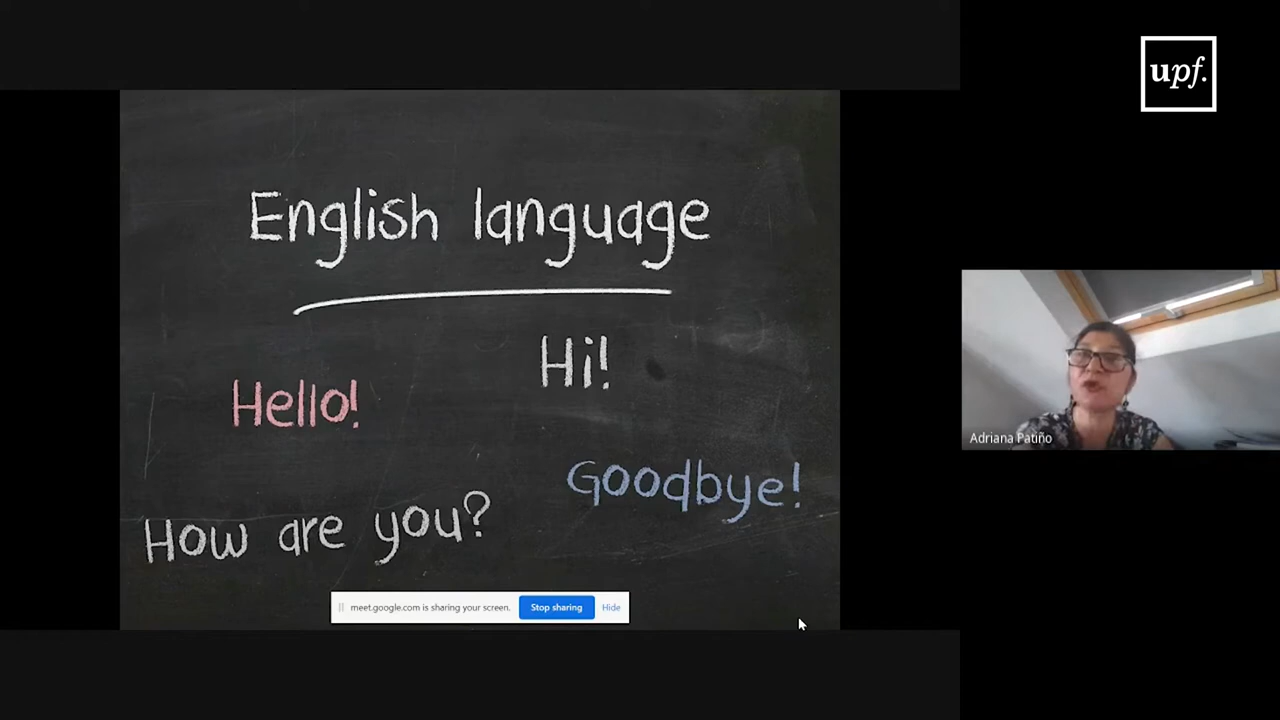 upf.
English language
Hi!
Hello!
Goodbye!
How are you?
Adriana Patiño
meet.google.com is sharing your screen. Stop sharing Hide